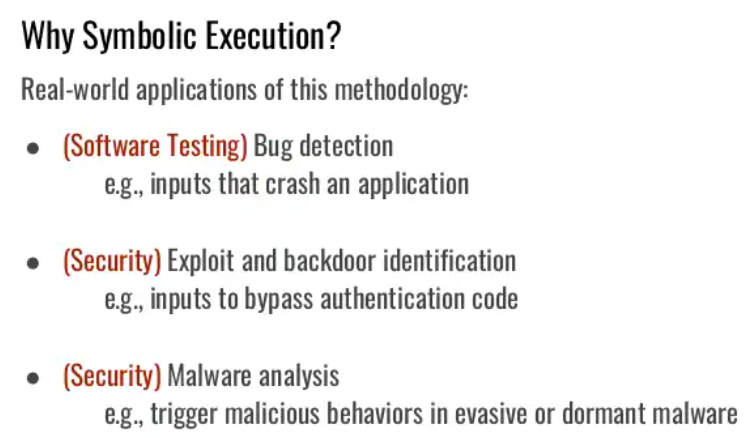 Why Symbolic Execution?
Real-world applications of this methodology:
● (Software Testing) Bug detection
e.g., inputs that crash an application
● (Security) Exploit and backdoor identification
e.g., inputs to bypass authentication code
● (Security) Malware analysis
e.g., trigger malicious behaviors in evasive or dormant malware